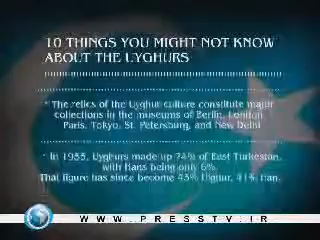 10 THINGS YOU MIGHT NOT KNOW
ABOUT THE UYGHURS
* The relics of the Uyghur culture constitute major
collections in the museums of Berlin, London
Paris, Tokyo, St. Petersburg, and New Delhi
* In 1953, Uyghurs made up 74% of East Turkestan,
with Hans being only 6%.
That figure has since become 45% Uighur, 41% Han.
WWW.PRESSTV.IR